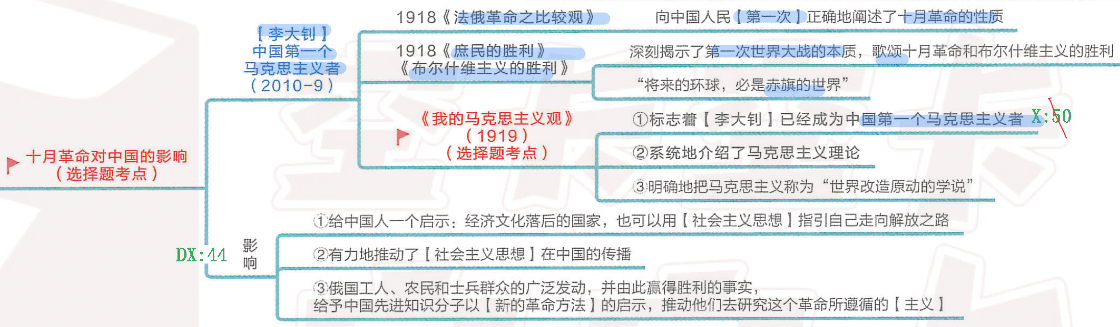 十月革命对中国的影响
（选择题考点）
【李大钊】
中国第一个
马克思主义者
（2010-9）
1918《法俄革命之比较观》
向中国人民【第一次】正确地阐述了十月革命的性质
1918《庶民的胜利》
《布尔什维主义的胜利》
深刻揭示了第一次世界大战的本质，歌颂十月革命和布尔什维主义的胜利
“将来的环球，必是赤旗的世界”
《我的马克思主义观》
（1919）
（选择题考点）
①标志着【李大钊】已经成为中国第一个马克思主义者 X:50
②系统地介绍了马克思主义理论
③明确地把马克思主义称为“世界改造原动的学说”
DX:44
影响
①给中国人一个启示：经济文化落后的国家，也可以用【社会主义思想】指引自己走向解放之路
②有力地推动了【社会主义思想】在中国的传播
③俄国工人、农民和士兵群众的广泛发动，并由此赢得胜利的事实，
给予中国先进知识分子以【新的革命方法】的启示，推动他们去研究这个革命所遵循的【主义】